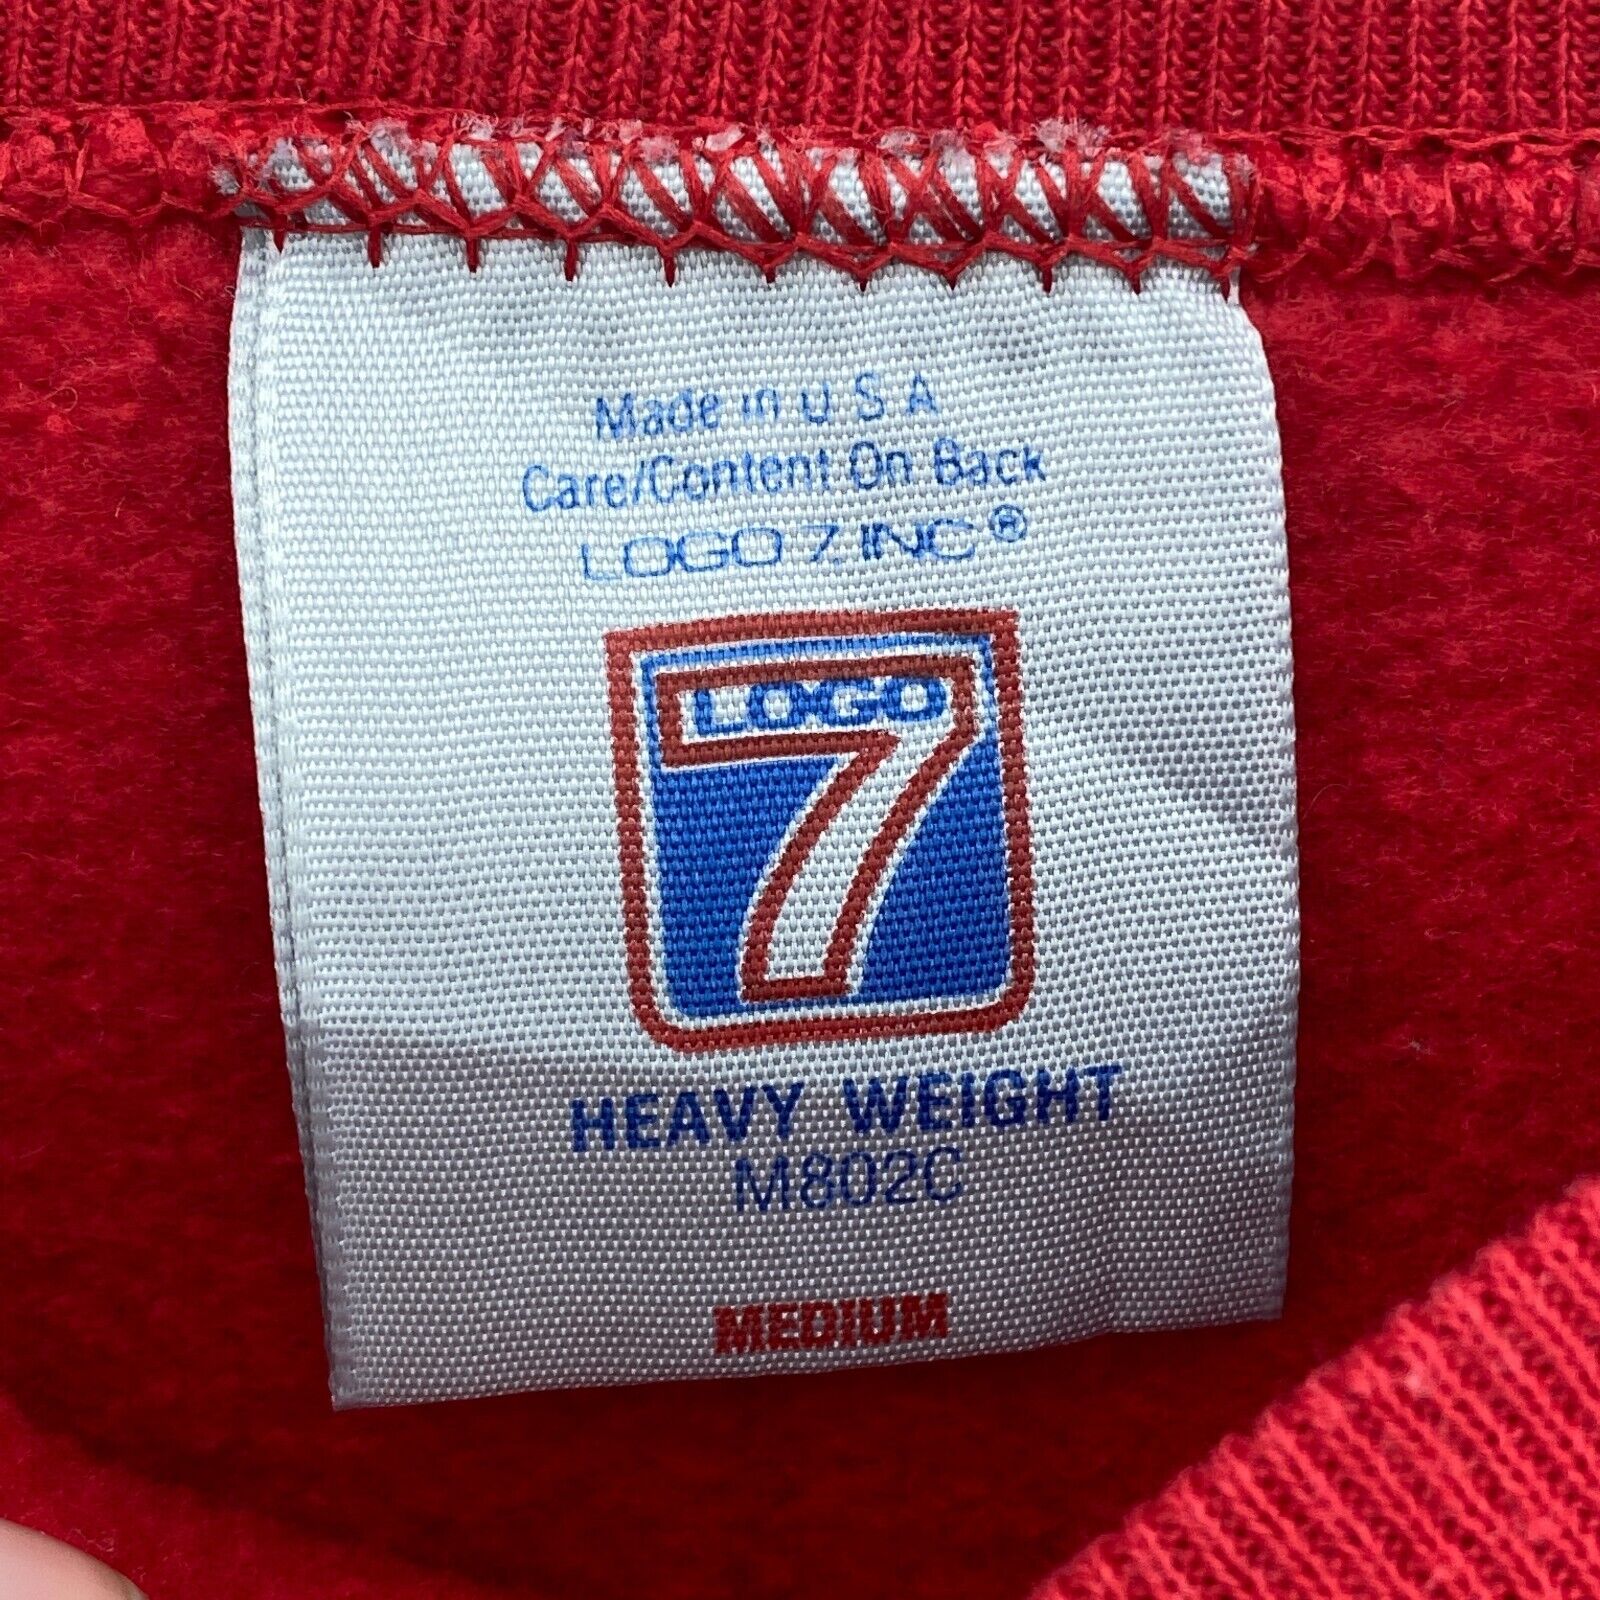 Made in U S A
Care/Content On Back
LOGO 7, INC®
LOGO
7
HEAVY WEIGHT
M802C
MEDIUM